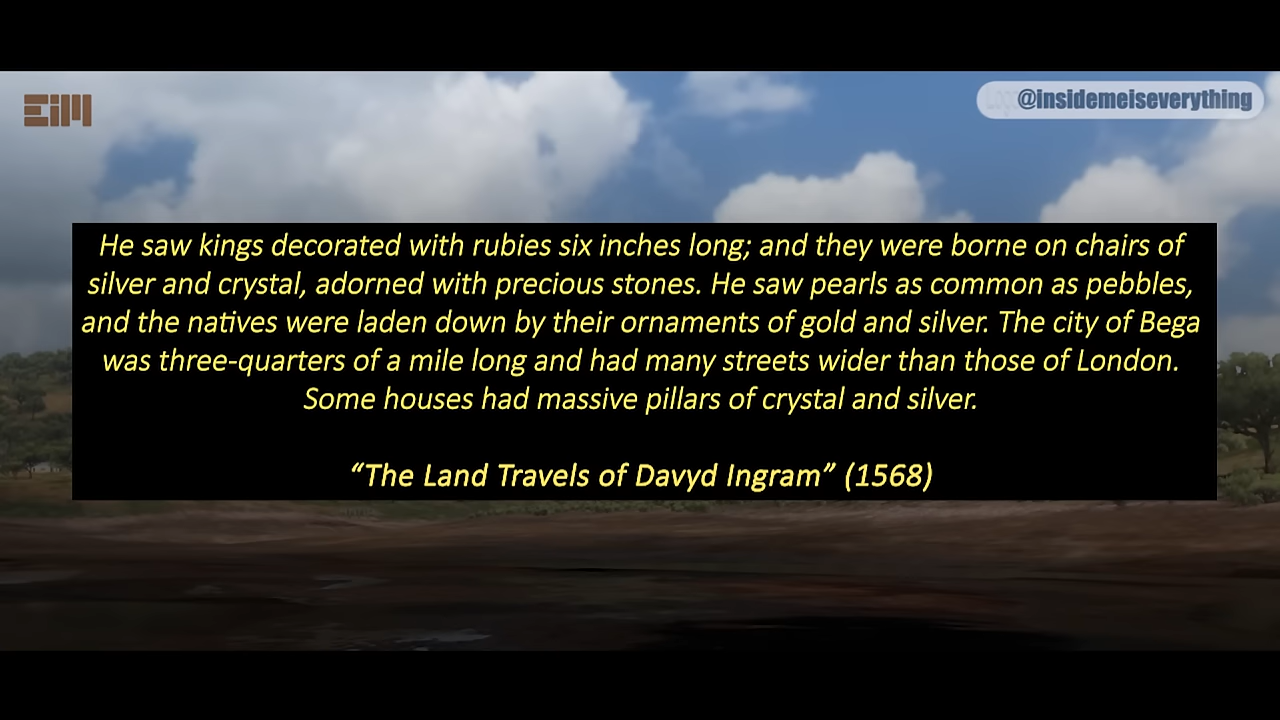 EiM
@insidemeiseverything
He saw kings decorated with rubies six inches long; and they were borne on chairs of
silver and crystal, adorned with precious stones. He saw pearls as common as pebbles,
and the natives were laden down by their ornaments of gold and silver. The city of Bega
was three-quarters of a mile long and had many streets wider than those of London.
Some houses had massive pillars of crystal and silver.
“The Land Travels of Davyd Ingram” (1568)